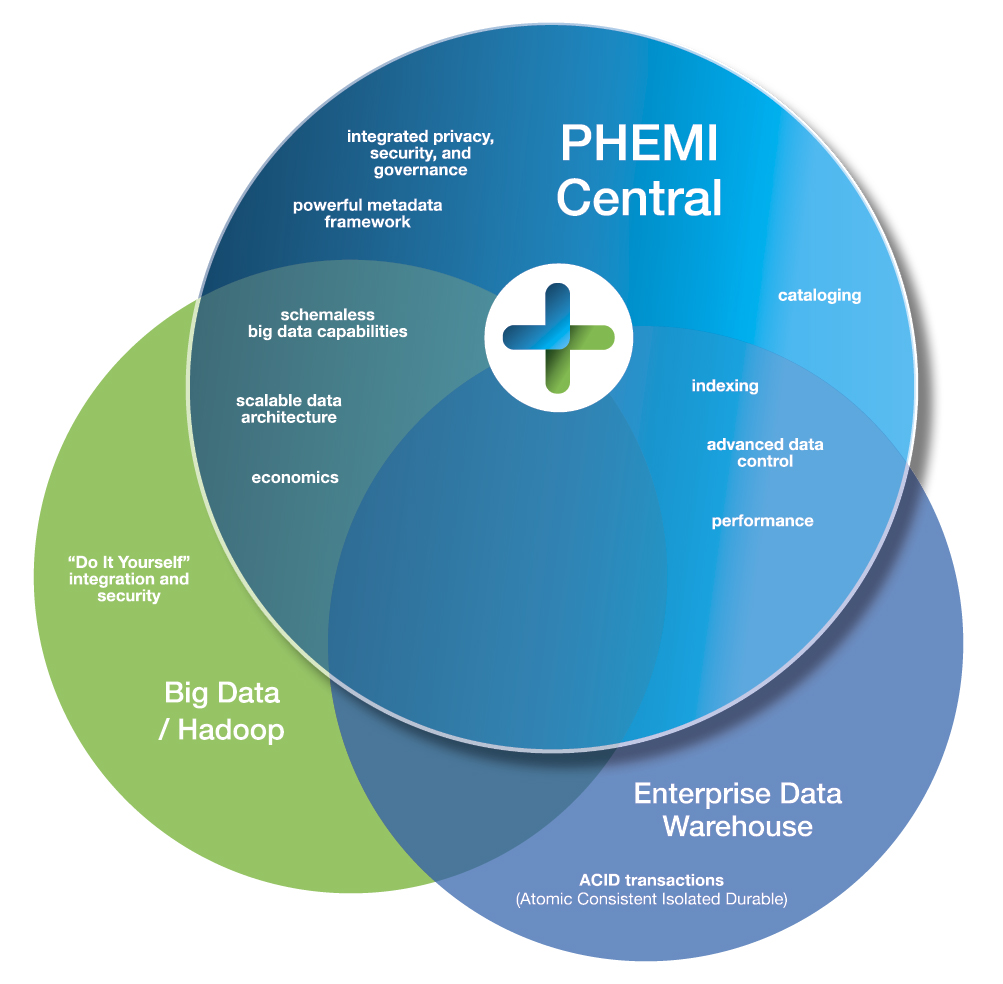 integrated privacy,
security, and
governance
PHEMI
Central
powerful metadata
framework
cataloging
schemaless
big data capabilities
indexing
scalable data
architecture
advanced data
control
economics
performance
“Do It Yourself”
integration and
security
Big Data
/ Hadoop
Enterprise Data
Warehouse
ACID transactions
(Atomic Consistent Isolated Durable)